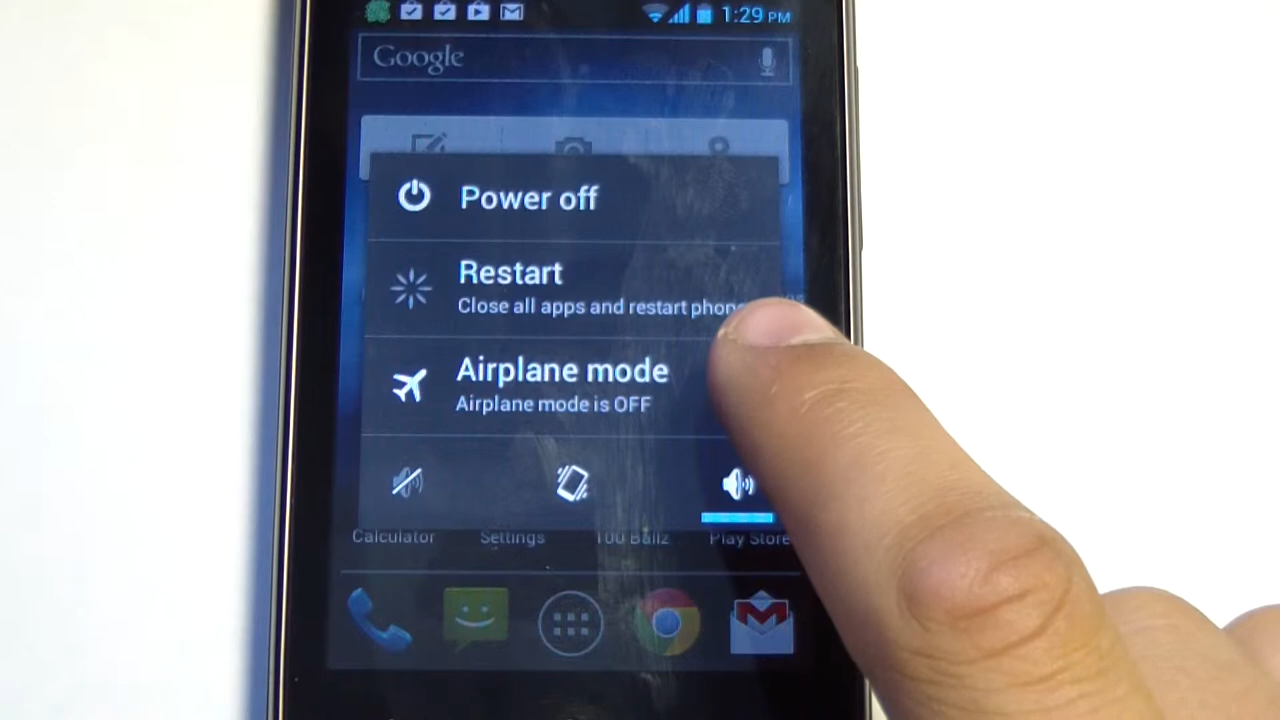 1:29 PM
Google
Power off
Restart
Close all apps and restart phone
Airplane mode
Airplane mode is OFF
Calculator Settings 100 Ballz Play Store